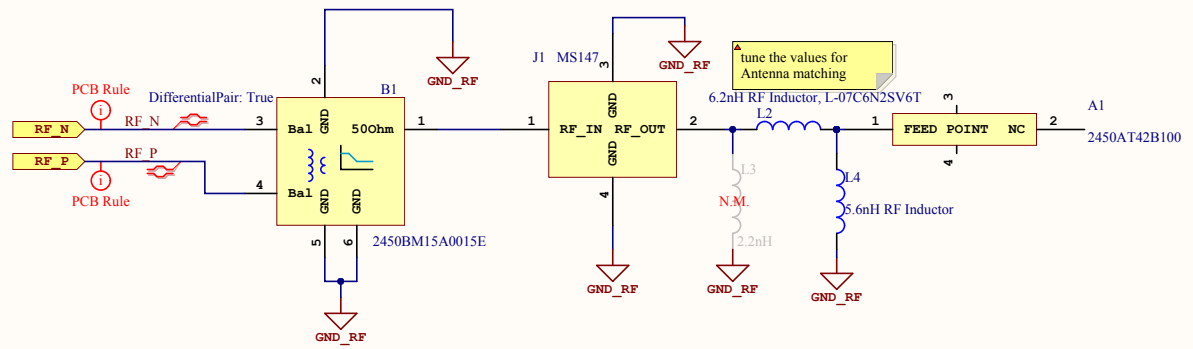 PCB Rule
DifferentialPair: True
B1
RF_N
RF_N
3
Bal
GND
2
50Ohm
1
RF_P
RF_P
PCB Rule
4
Bal
GND
GND
5
6
2450BM15A0015E
GND_RF
GND_RF
J1 MS147
3
GND_RF
GND
1
RF_IN RF_OUT
2
GND
4
GND_RF
tune the values for
Antenna matching
6.2nH RF Inductor, L-07C6N2SV6T
L2
L3
N.M.
2.2nH
GND_RF
L4
5.6nH RF Inductor
GND_RF
3
A1
1
FEED POINT NC
2
4
2450AT42B100